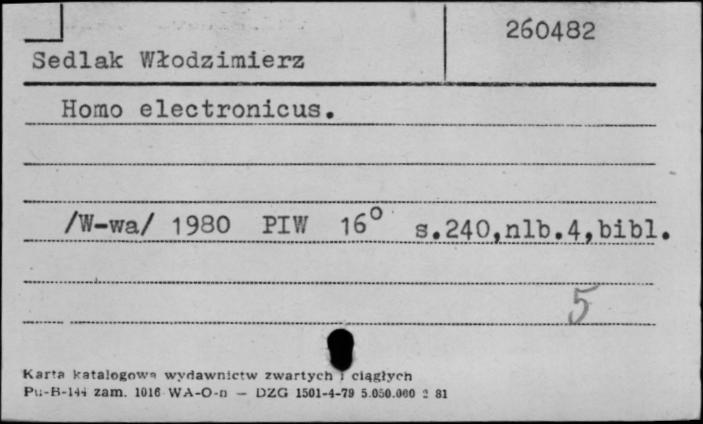 260482
Sedlak Włodzimierz
Homo electronicus.
/W-wa/ 1980 PIW 16° s.240,nlb.4,bibl.
5
Karta katalogowa wydawnictw zwartych i ciągłych
Pu-B-144 zam. 1016 WA-O-n — DZG 1501-4-79 5.050.000 2 81